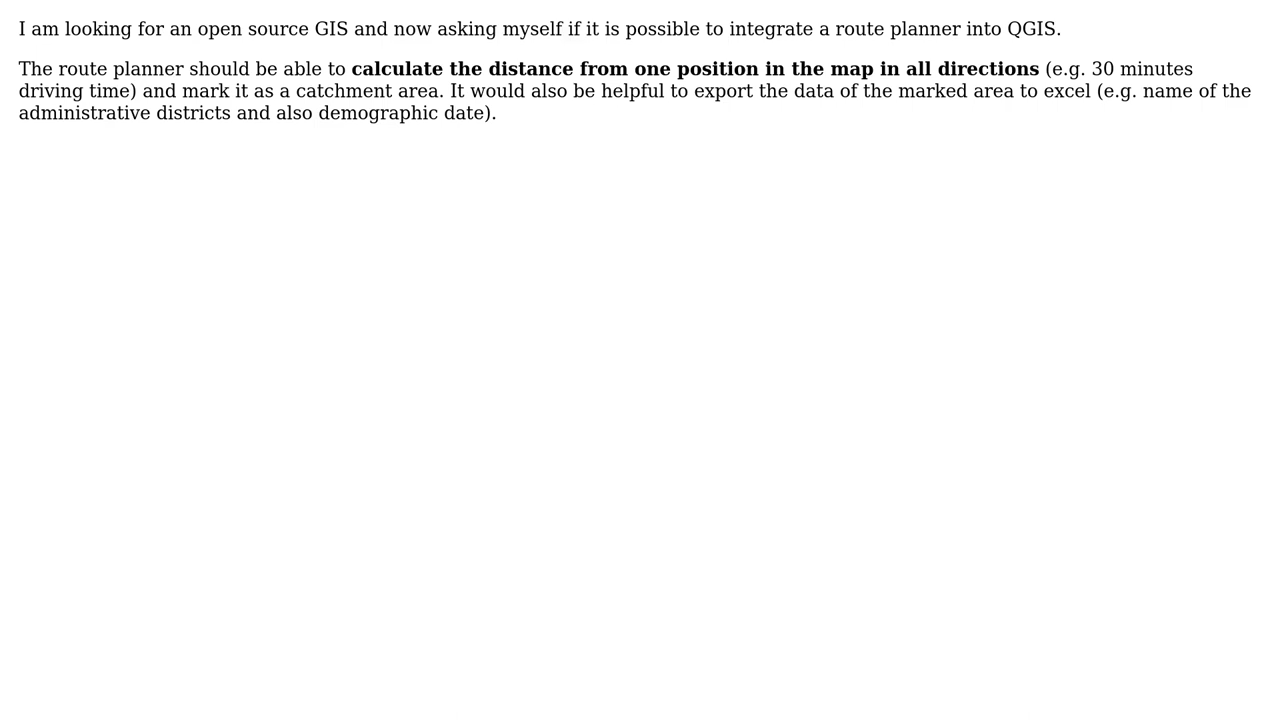 I am looking for an open source GIS and now asking myself if it is possible to integrate a route planner into QGIS.
The route planner should be able to calculate the distance from one position in the map in all directions (e.g. 30 minutes
driving time) and mark it as a catchment area. It would also be helpful to export the data of the marked area to excel (e.g. name of the
administrative districts and also demographic date).